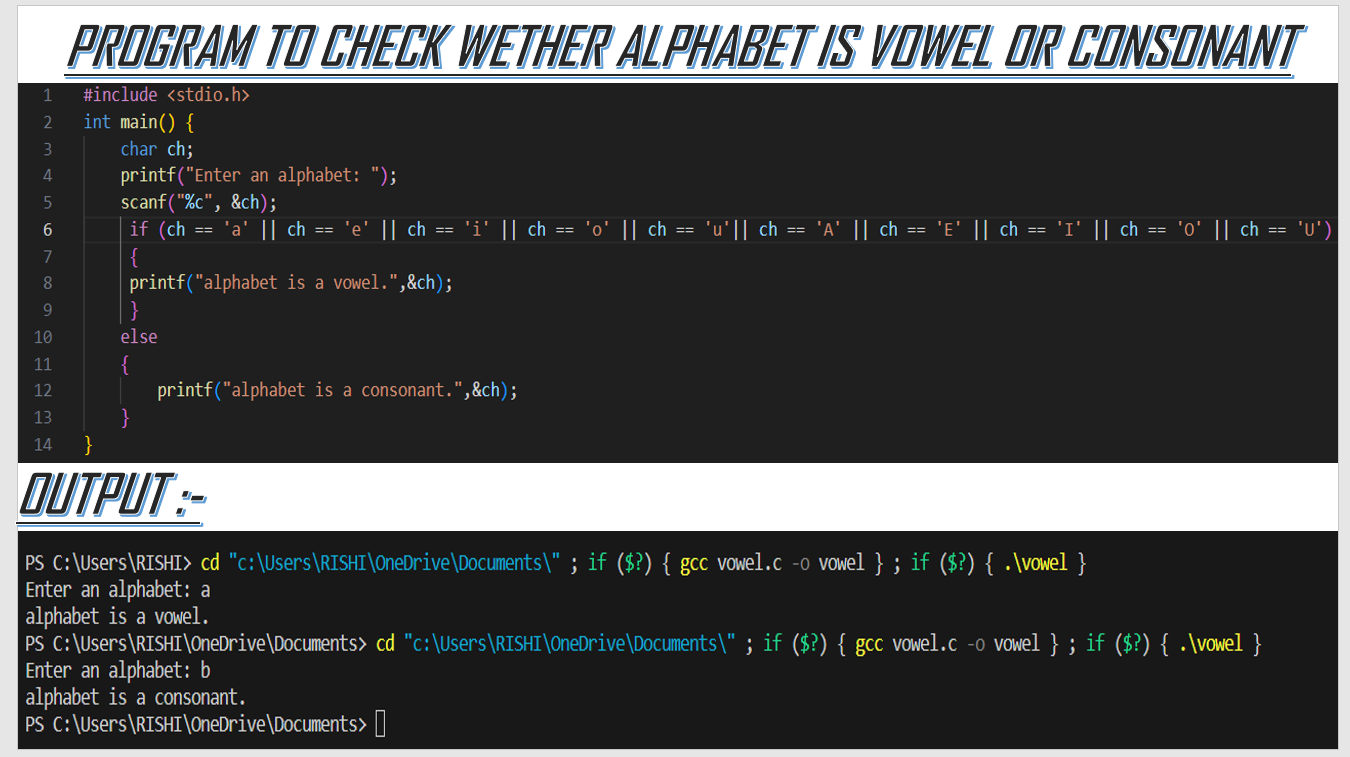 PROGRAM TO CHECK WETHER ALPHABET IS VOWEL OR CONSONANT
1 #include <stdio.h>
2 int main() {
3 char ch;
4 printf("Enter an alphabet: ");
5 scanf("%c", &ch);
6 if (ch == 'a' || ch == 'e' || ch == 'i' || ch == 'o' || ch == 'u'|| ch == 'A' || ch == 'E' || ch == 'I' || ch == 'O' || ch == 'U')
7 {
8 printf("alphabet is a vowel.",&ch);
9 }
10 else
11 {
12 printf("alphabet is a consonant.",&ch);
13 }
14 }
OUTPUT :-
PS C:\Users\RISHI> cd "c:\Users\RISHI\OneDrive\Documents\" ; if ($?) { gcc vowel.c -o vowel } ; if ($?) { .\vowel }
Enter an alphabet: a
alphabet is a vowel.
PS C:\Users\RISHI\OneDrive\Documents> cd "c:\Users\RISHI\OneDrive\Documents\" ; if ($?) { gcc vowel.c -o vowel } ; if ($?) { .\vowel }
Enter an alphabet: b
alphabet is a consonant.
PS C:\Users\RISHI\OneDrive\Documents>